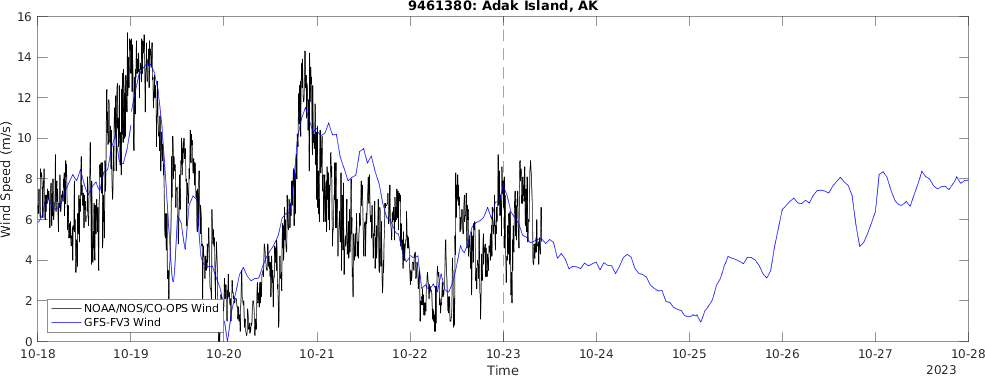 9461380: Adak Island, AK
16
14
12
10
8
6
4
2
0
Wind Speed (m/s)
NOAA/NOS/CO-OPS Wind
GFS-FV3 Wind
10-18 10-19 10-20 10-21 10-22 10-23 10-24 10-25 10-26 10-27 10-28
Time
2023